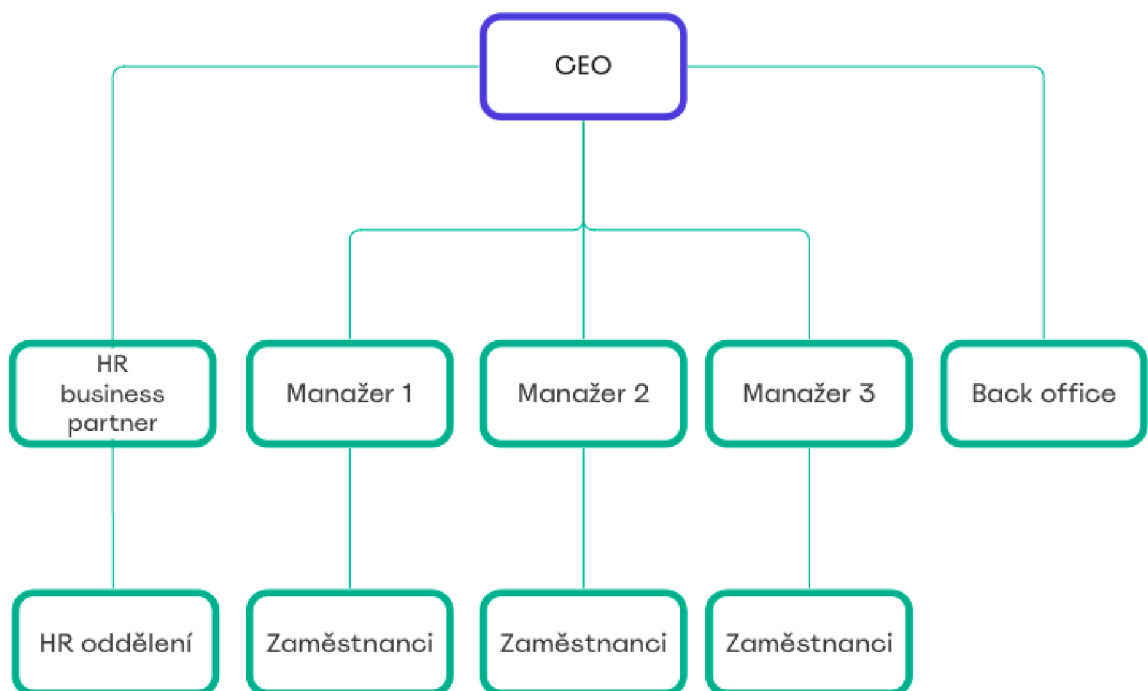 CEO
HR
business
partner
Manažer 1
Manažer 2
Manažer 3
Back office
HR oddělení
Zaměstnanci
Zaměstnanci
Zaměstnanci